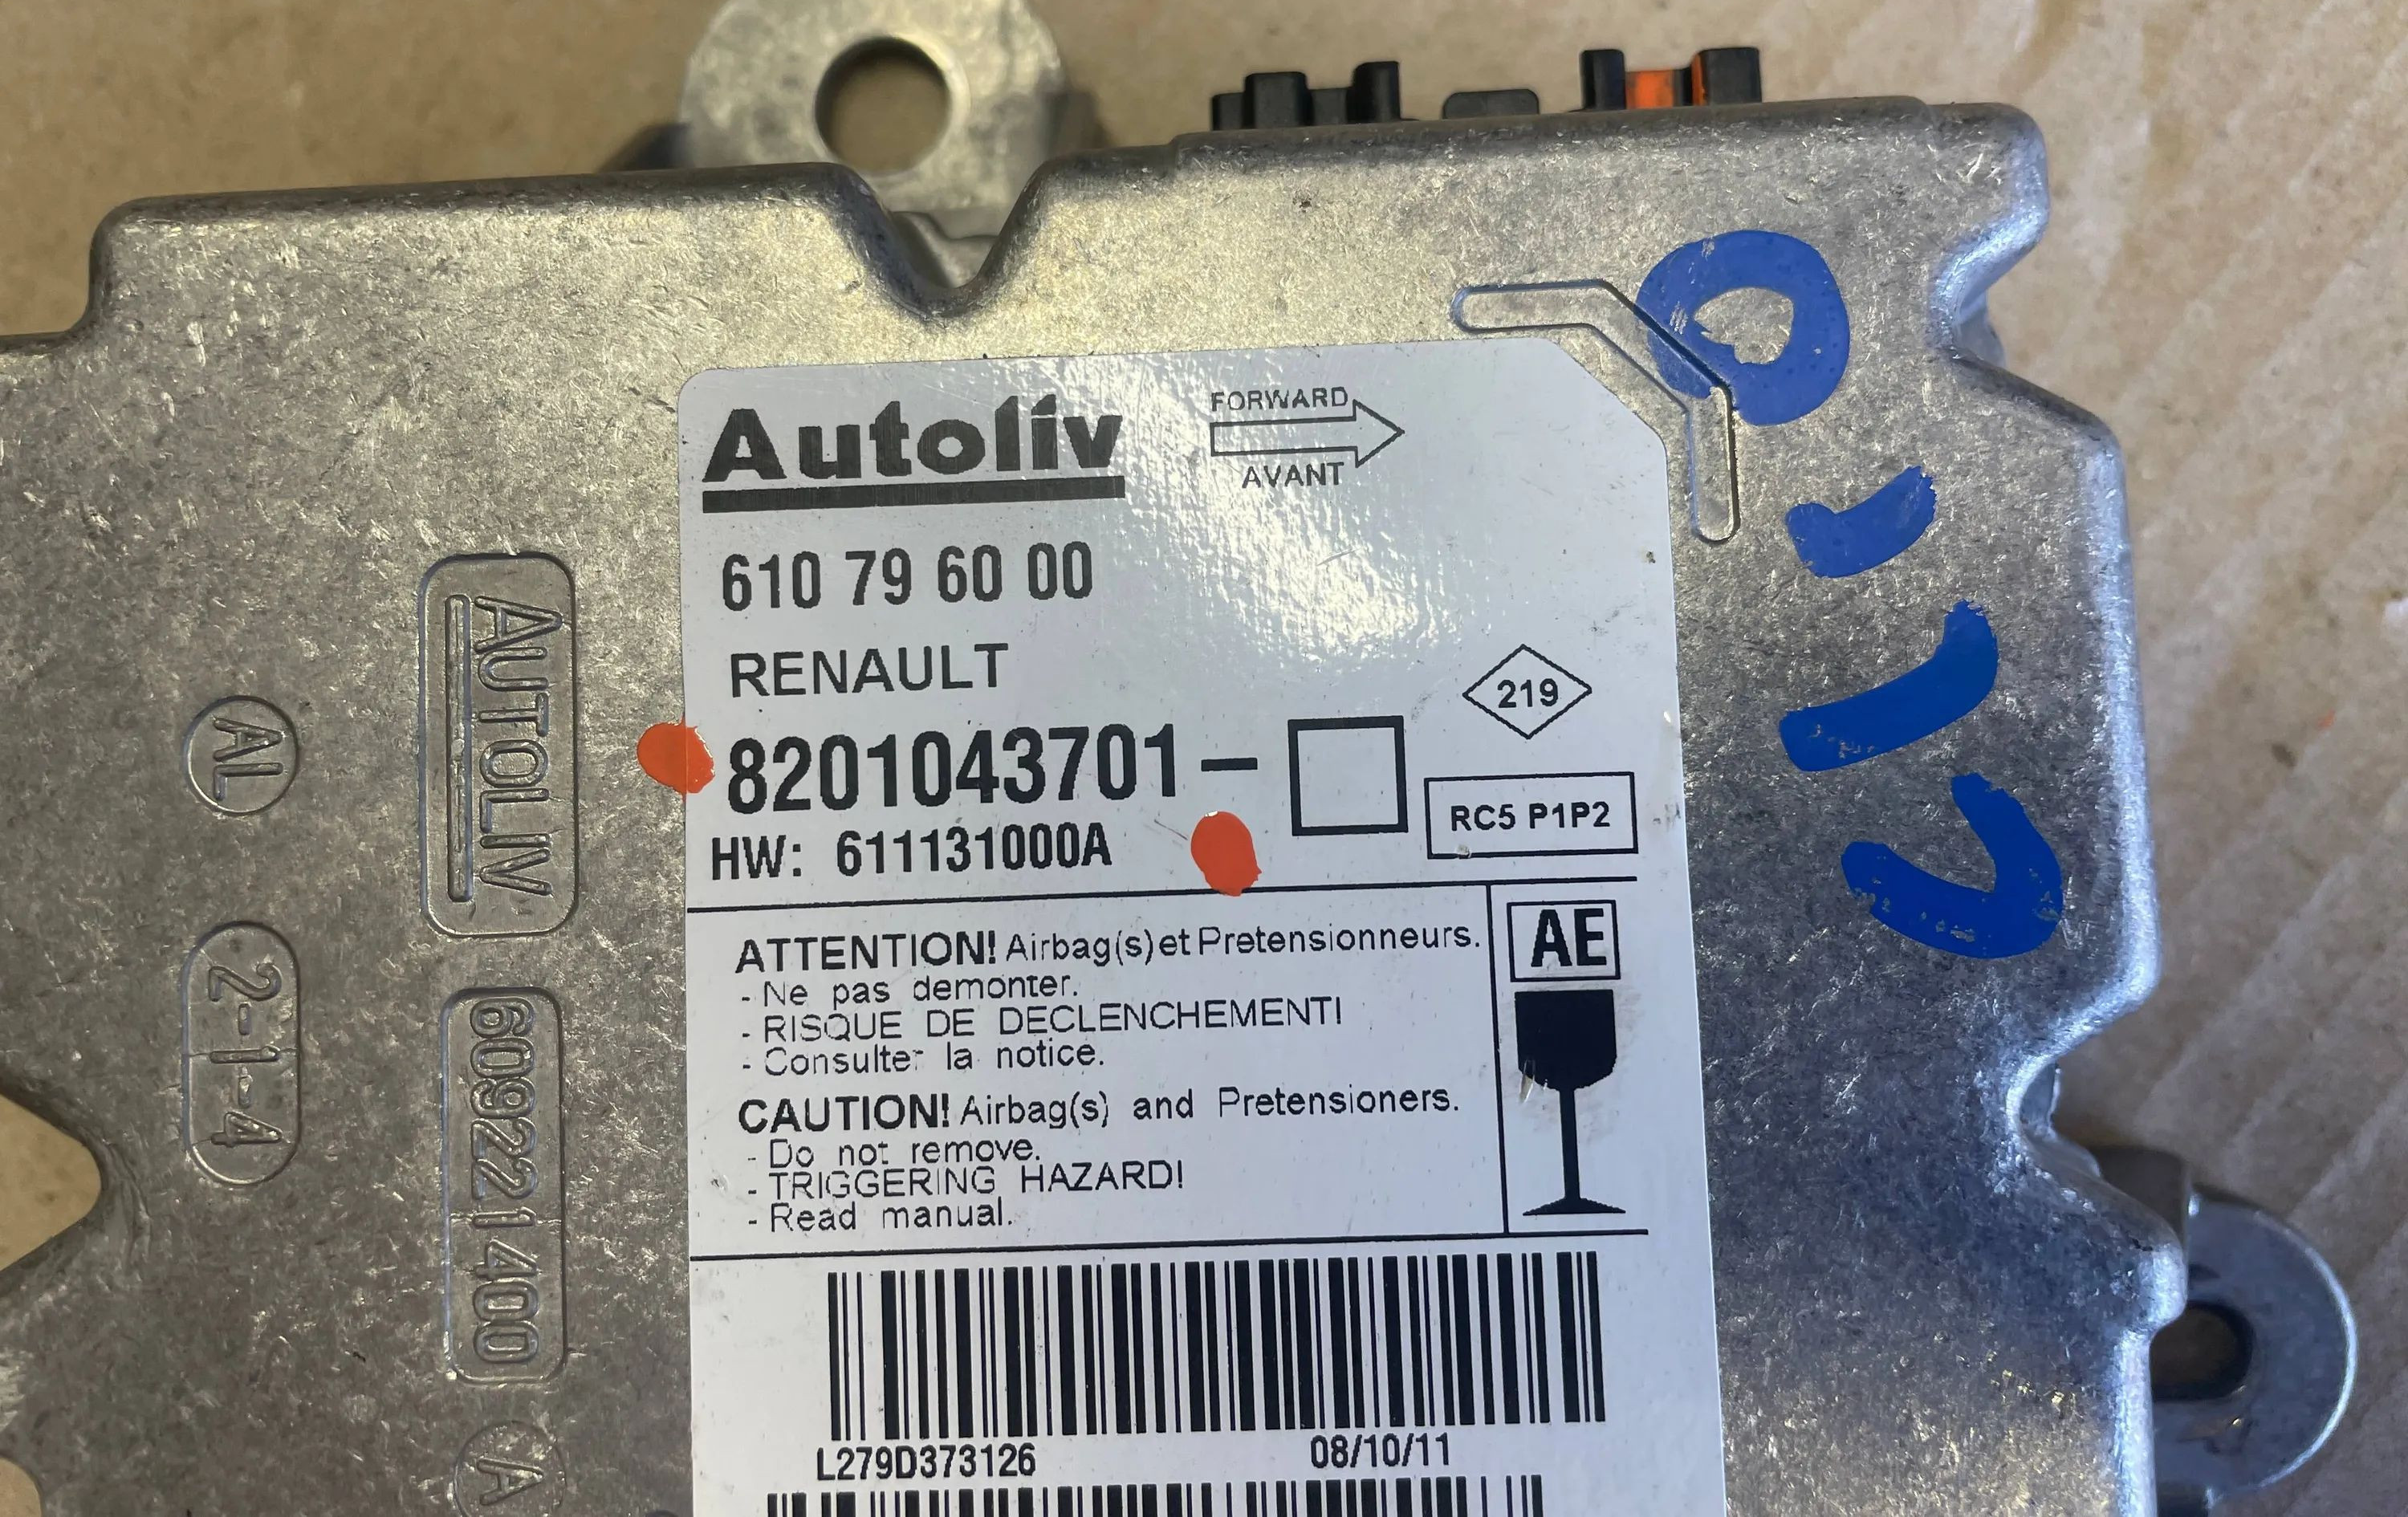 Autoliv
FORWARD
AVANT
610 79 60 00
RENAULT
219
8201043701-
RC5 P1P2
HW: 611131000A
ATTENTION! Airbag(s) et Pretensionneurs.
- Ne pas demonter.
- RISQUE DE DECLENCHEMENT!
- Consulter la notice.
AE
CAUTION! Airbag(s) and Pretensioners.
- Do not remove.
- TRIGGERING HAZARD!
- Read manual.
L279D373126
08/10/11
AUTOLIV
609221400
A
AL
2-1-4